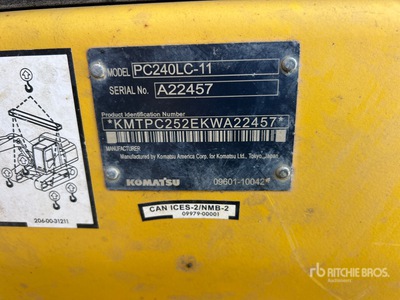 MODEL PC240LC-11
SERIAL No. A22457
Product Identification Number
*KMTPC252EKWA22457*
MANUFACTURER
Manufactured by Komatsu America Corp. for Komatsu Ltd., Tokyo, Japan
KOMATSU 09601-10042
206-00-31211
CAN ICES-2/NMB-2
09979-00001
rb RITCHIE BROS.